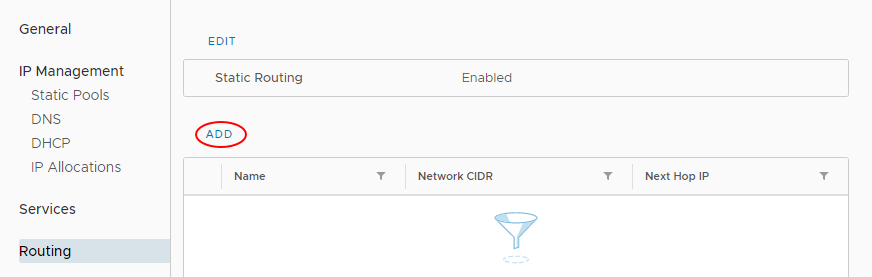 General
IP Management
Static Pools
DNS
DHCP
IP Allocations
Services
Routing
EDIT
Static Routing Enabled
ADD
Name Network CIDR Next Hop IP